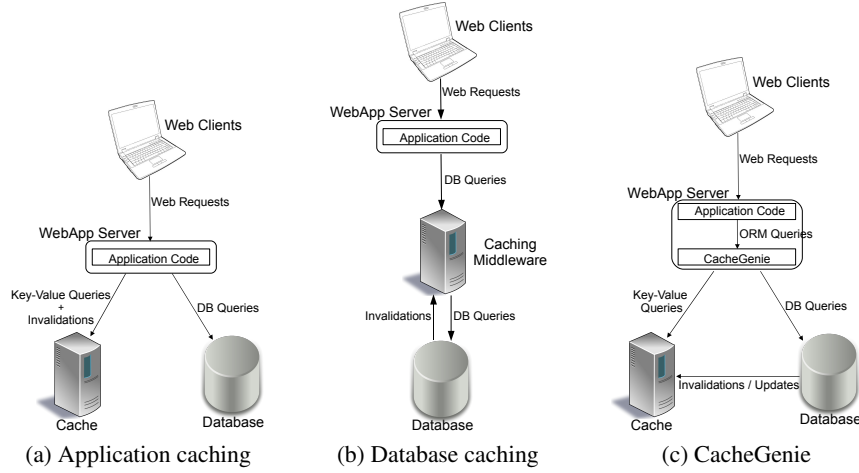 Web Clients
Web Requests
WebApp Server
Application Code
Key-Value Queries
+
Invalidations
DB Queries
Cache
Database
(a) Application caching
Web Clients
Web Requests
WebApp Server
Application Code
DB Queries
Caching
Middleware
Invalidations
DB Queries
Database
(b) Database caching
Web Clients
Web Requests
WebApp Server
Application Code
ORM Queries
CacheGenie
Key-Value
Queries
DB Queries
Invalidations / Updates
Cache
Database
(c) CacheGenie